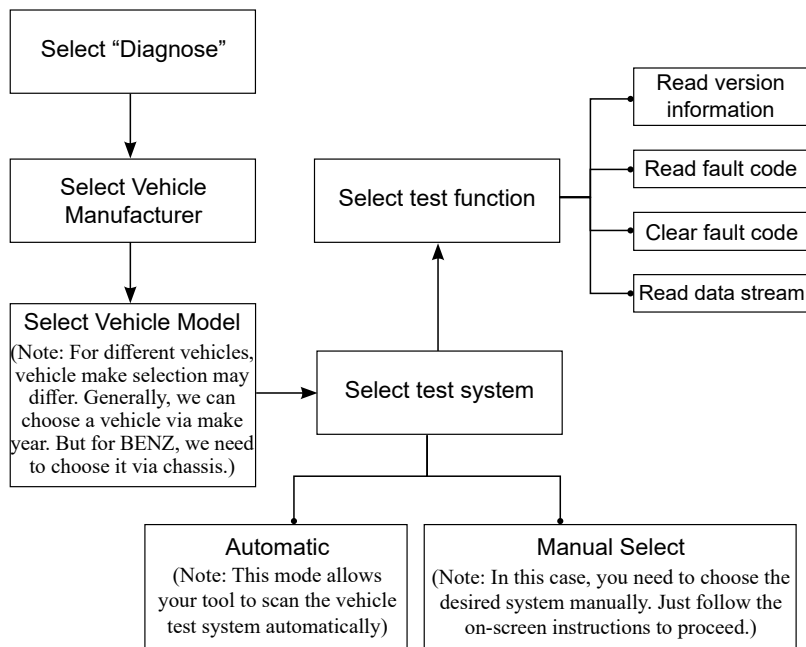 Select “Diagnose”
Select Vehicle
Manufacturer
Select Vehicle Model
(Note: For different vehicles,
vehicle make selection may
differ. Generally, we can
choose a vehicle via make
year. But for BENZ, we need
to choose it via chassis.)
Select test system
Automatic
(Note: This mode allows
your tool to scan the vehicle
test system automatically)
Manual Select
(Note: In this case, you need to choose the
desired system manually. Just follow the
on-screen instructions to proceed.)
Select test function
Read version
information
Read fault code
Clear fault code
Read data stream